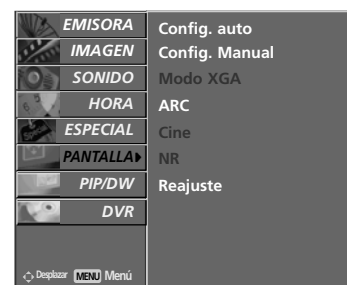 EMISORA
IMAGEN
SONIDO
HORA
ESPECIAL
PANTALLA
PIP/DW
DVR
Desplazar MENU Menú
Config. auto
Config. Manual
Modo XGA
ARC
Cine
NR
Reajuste